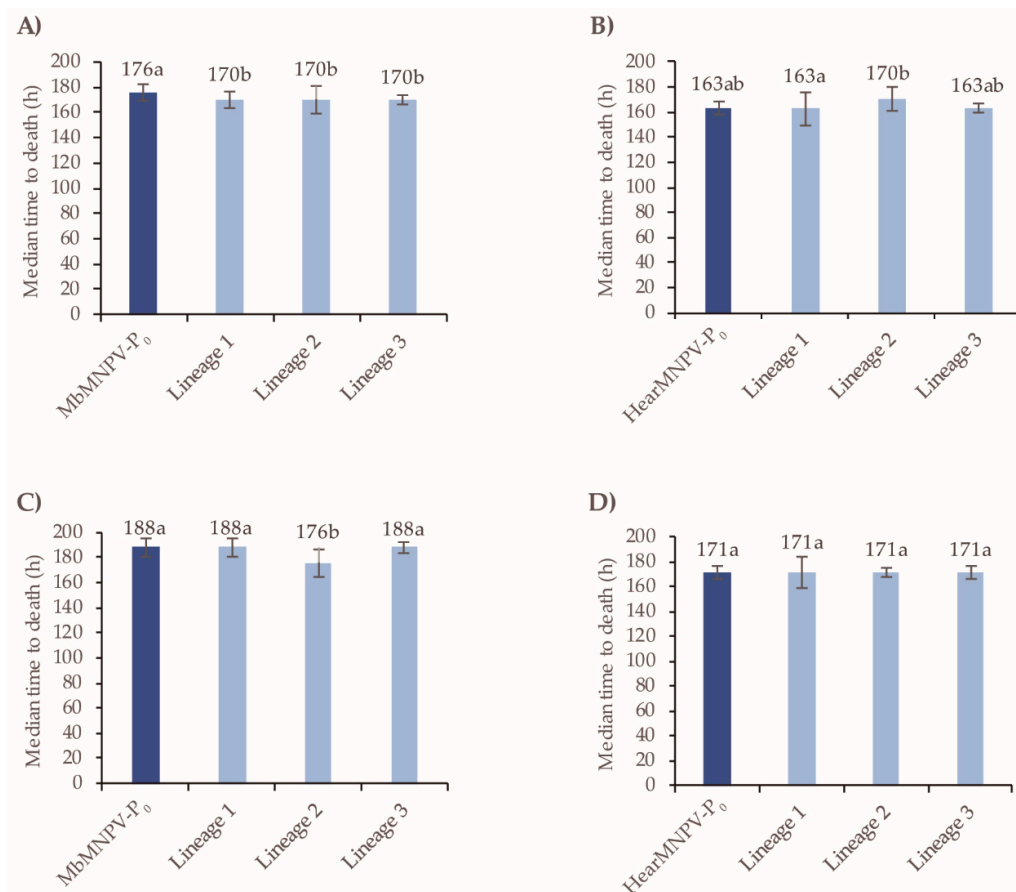 A)
Median time to death (h)
200
180
160
140
120
100
80
60
40
20
0
176a
170b
170b
170b
MbMNPV-P₀
Lineage 1
Lineage 2
Lineage 3
B)
Median time to death (h)
200
180
160
140
120
100
80
60
40
20
0
163ab
163a
170b
163ab
HearMNPV-P₀
Lineage 1
Lineage 2
Lineage 3
C)
Median time to death (h)
200
180
160
140
120
100
80
60
40
20
0
188a
188a
176b
188a
MbMNPV-P₀
Lineage 1
Lineage 2
Lineage 3
D)
Median time to death (h)
200
180
160
140
120
100
80
60
40
20
0
171a
171a
171a
171a
HearMNPV-P₀
Lineage 1
Lineage 2
Lineage 3